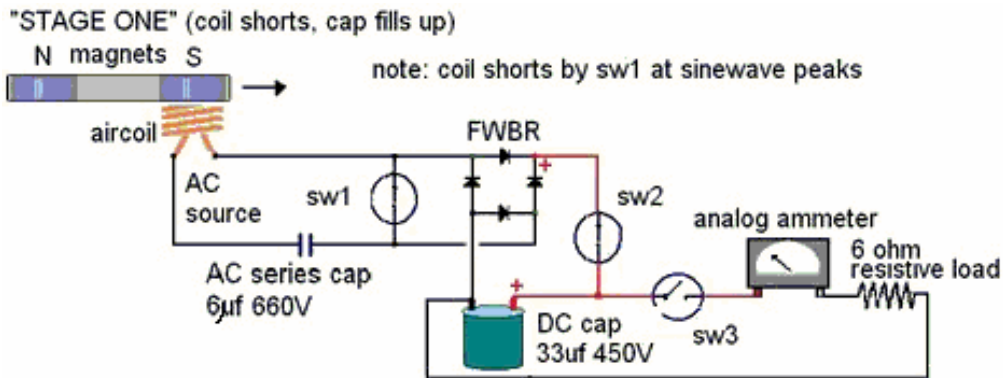 "STAGE ONE" (coil shorts, cap fills up)
N magnets S
note: coil shorts by sw1 at sinewave peaks
aircoil
FWBR
+
AC
source
sw1
sw2
analog ammeter
6 ohm
resistive load
AC series cap
6µf 660V
+
DC cap
33uf 450V
sw3